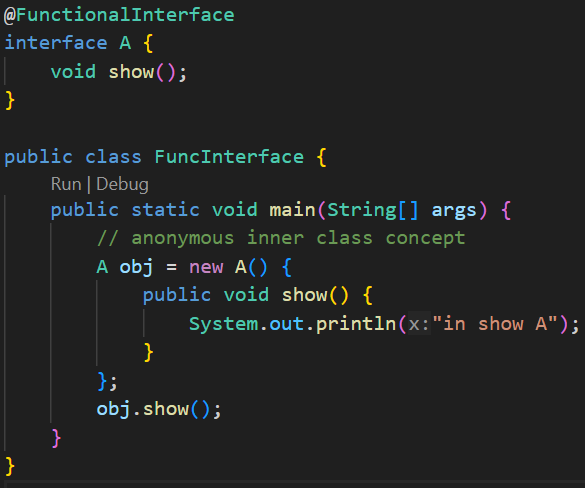 @FunctionalInterface
interface A {
    void show();
}

public class FuncInterface {
    Run | Debug
    public static void main(String[] args) {
        // anonymous inner class concept
        A obj = new A() {
            public void show() {
                System.out.println(x:"in show A");
            }
        };
        obj.show();
    }
}